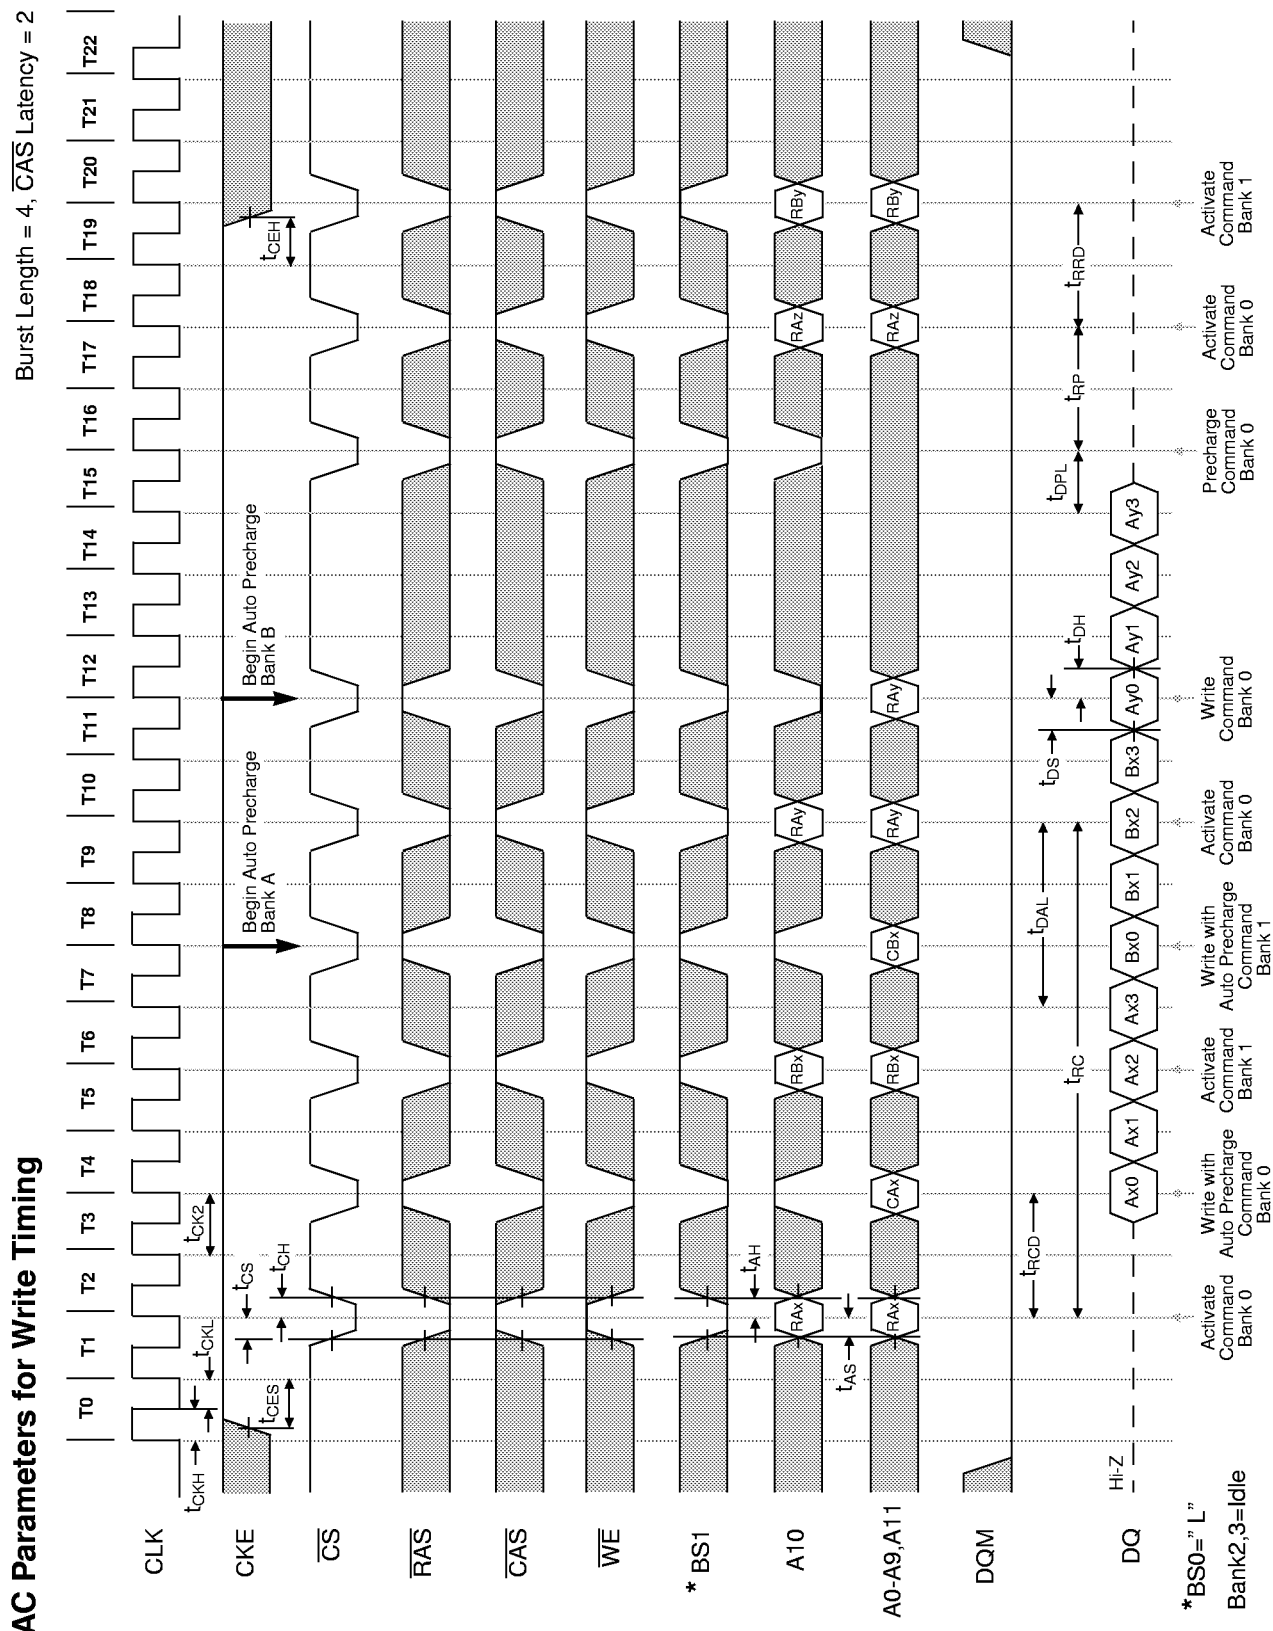 AC Parameters for Write Timing
Burst Length = 4, CAS Latency = 2
T0 T1 T2 T3 T4 T5 T6 T7 T8 T9 T10 T11 T12 T13 T14 T15 T16 T17 T18 T19 T20 T21 T22
CLK
tCKH
tCKL
tCK2
CKE
tCES
tCS
tCH
Begin Auto Precharge
Bank A
Begin Auto Precharge
Bank B
tCEH
CS
RAS
CAS
WE
* BS1
tAH
A10
RAx RBx RAy RAz RBy
tAS
A0-A9,A11
RAx CAx RBx CBx RAy RAy RAz RBy
DQM
tRCD
tDAL
tRC
tDS
tDH
tDPL
tRP
tRRD
DQ
Hi-Z
Ax0 Ax1 Ax2 Ax3 Bx0 Bx1 Bx2 Bx3 Ay0 Ay1 Ay2 Ay3
*BS0=”L”
Bank2,3=Idle
Activate
Command
Bank 0
Write with
Auto Precharge
Command
Bank 0
Activate
Command
Bank 1
Write with
Auto Precharge
Command
Bank 1
Activate
Command
Bank 0
Write
Command
Bank 0
Precharge
Command
Bank 0
Activate
Command
Bank 0
Activate
Command
Bank 1